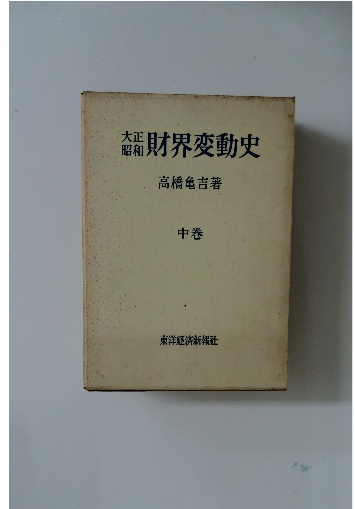 大正昭和 財界変動史
高橋亀吉著
中巻
東洋経済新報社